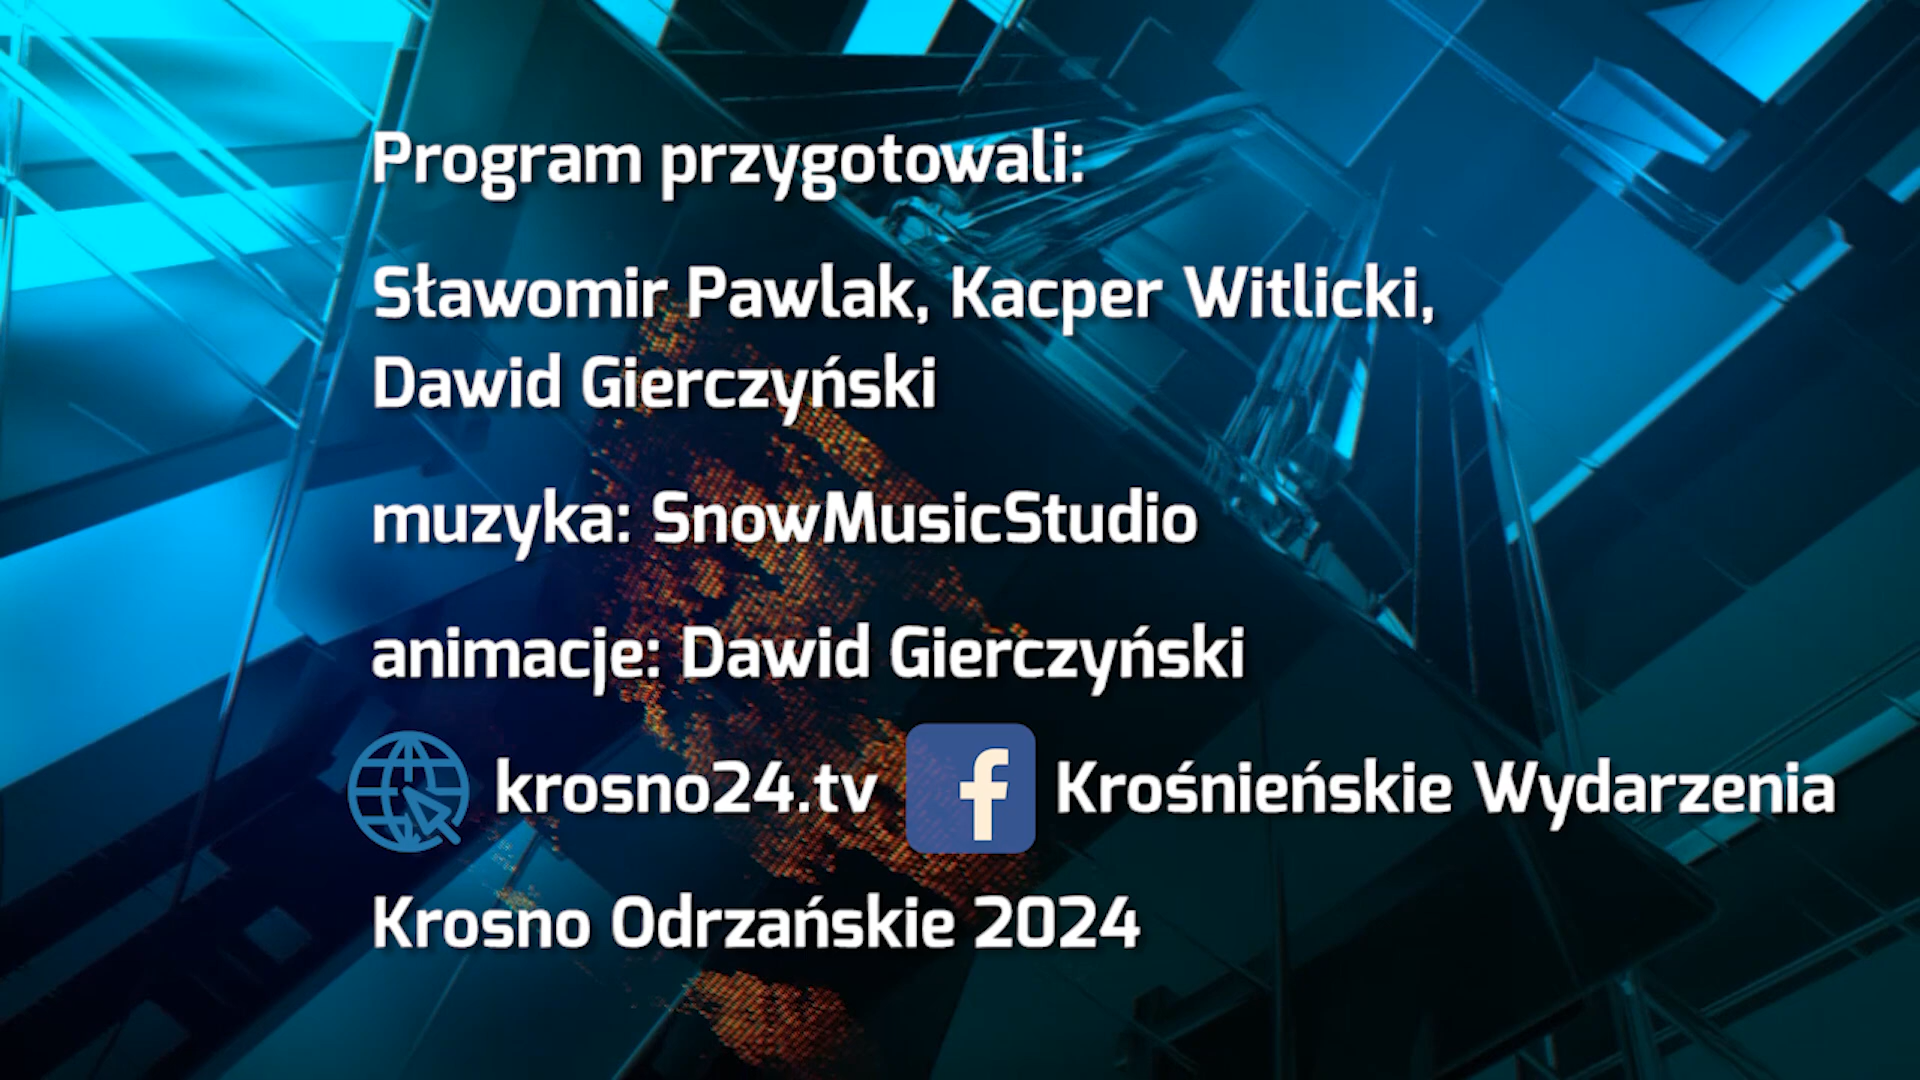 Program przygotowali:
Sławomir Pawlak, Kacper Witlicki,
Dawid Gierczyński
muzyka: SnowMusicStudio
animacje: Dawid Gierczyński
krosno24.tv f Krośnieńskie Wydarzenia
Krosno Odrzańskie 2024